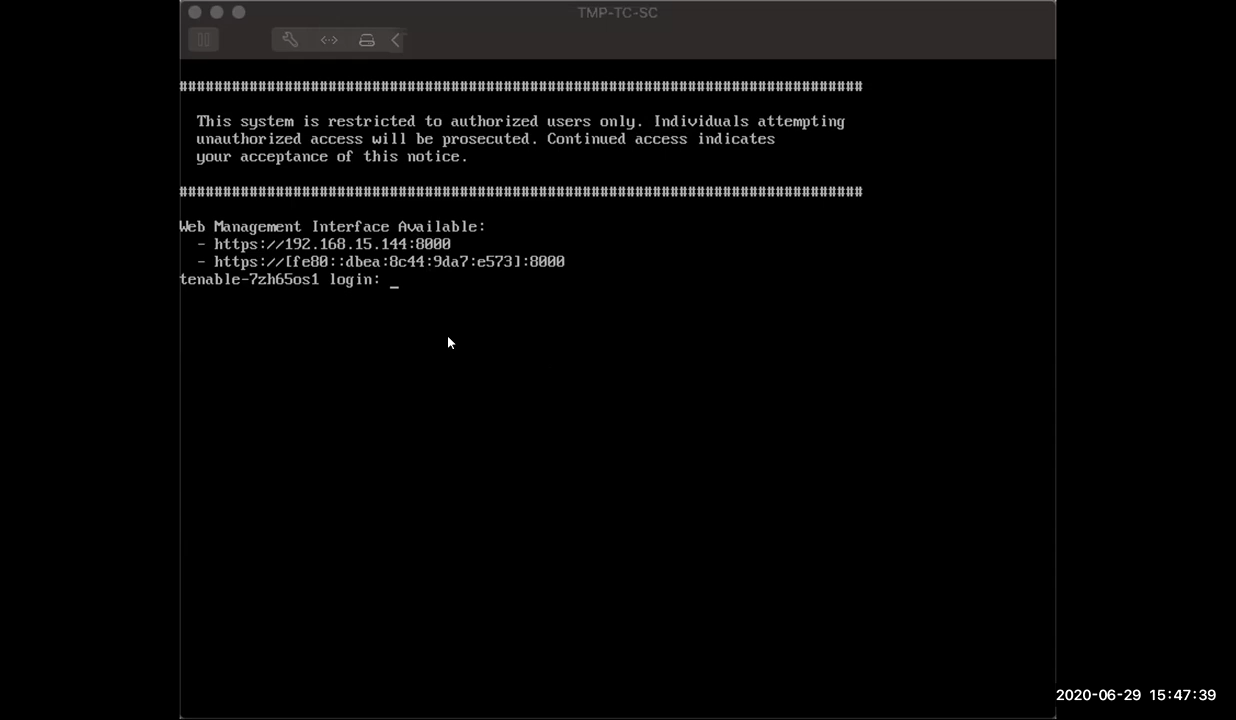 TMP-TC-SC
##############################################################################
This system is restricted to authorized users only. Individuals attempting
unauthorized access will be prosecuted. Continued access indicates
your acceptance of this notice.
##############################################################################
Web Management Interface Available:
- https://192.168.15.144:8000
- https://[fe80::dbea:8c44:9da7:e573]:8000
tenable-7zh65os1 login: _
2020-06-29 15:47:39